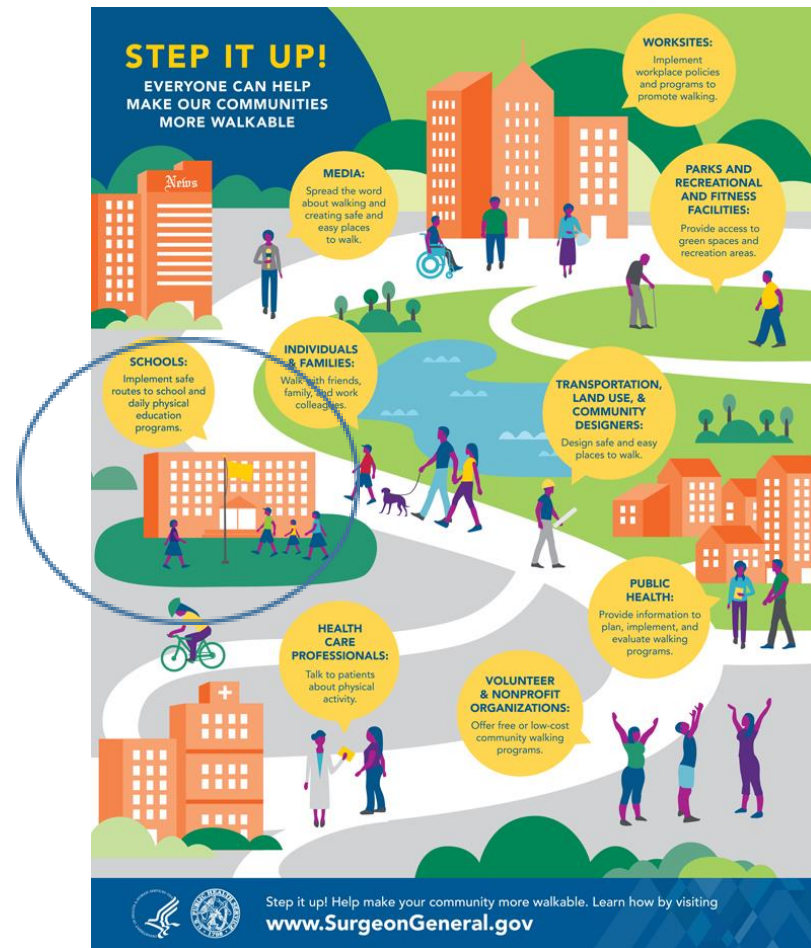 STEP IT UP!
EVERYONE CAN HELP
MAKE OUR COMMUNITIES
MORE WALKABLE
WORKSITES:
Implement
workplace policies
and programs to
promote walking.
News
MEDIA:
Spread the word
about walking and
creating safe and
easy places
to walk.
PARKS AND
RECREATIONAL
AND FITNESS
FACILITIES:
Provide access to
green spaces and
recreation areas.
SCHOOLS:
Implement safe
routes to school and
daily physical
education
programs.
INDIVIDUALS
& FAMILIES:
Walk with friends,
family, and work
colleagues.
TRANSPORTATION,
LAND USE, &
COMMUNITY
DESIGNERS:
Design safe and easy
places to walk.
PUBLIC
HEALTH:
Provide information to
plan, implement, and
evaluate walking
programs.
HEALTH
CARE
PROFESSIONALS:
Talk to patients
about physical
activity.
VOLUNTEER
& NONPROFIT
ORGANIZATIONS:
Offer free or low-cost
community walking
programs.
Step it up! Help make your community more walkable. Learn how by visiting
www.SurgeonGeneral.gov